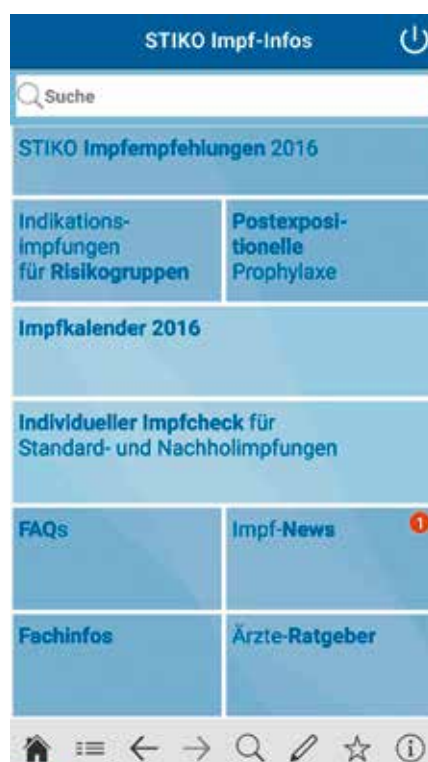 STIKO Impf-Infos
Suche
STIKO Impfempfehlungen 2016
Indikations-
impfungen
für Risikogruppen
Postexposi-
tionelle
Prophylaxe
Impfkalender 2016
Individueller Impfcheck für
Standard- und Nachholimpfungen
FAQs
Impf-News
1
Fachinfos
Ärzte-Ratgeber